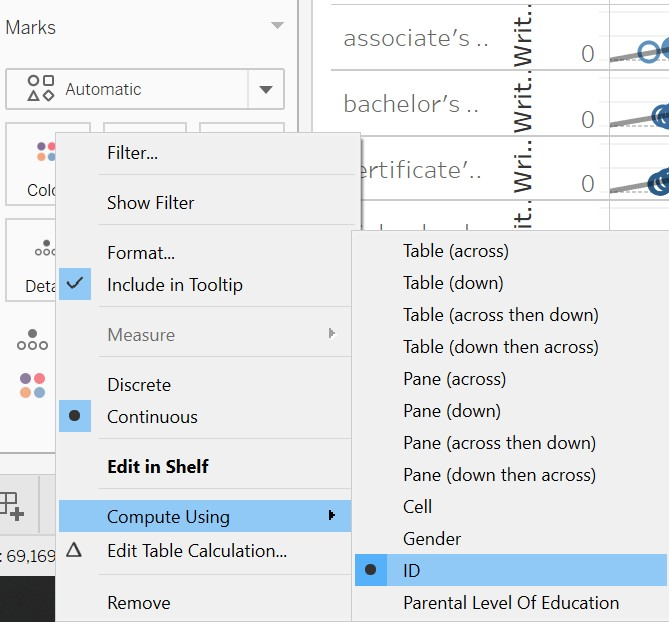 Marks
Automatic
Colo
Deta
: 69,169
associate's ..
bachelor's ..
ertificate'..
Writ..
Writ..
Wri..
it..
0
0
0
Filter...
Show Filter
Format...
Include in Tooltip
Measure
Discrete
Continuous
Edit in Shelf
Compute Using
Edit Table Calculation...
Remove
Table (across)
Table (down)
Table (across then down)
Table (down then across)
Pane (across)
Pane (down)
Pane (across then down)
Pane (down then across)
Cell
Gender
ID
Parental Level Of Education